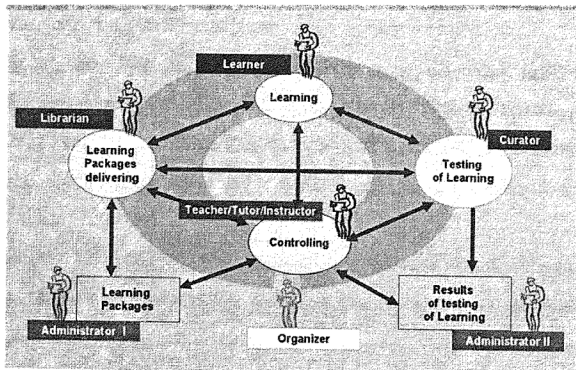 Learner
Learning
Librarian
Curator
Learning
Packages
delivering
Testing
of Learning
Teacher/Tutor/Instructor
Controlling
Learning
Packages
Results
of testing
of Learning
Administrator I
Organizer
Administrator II